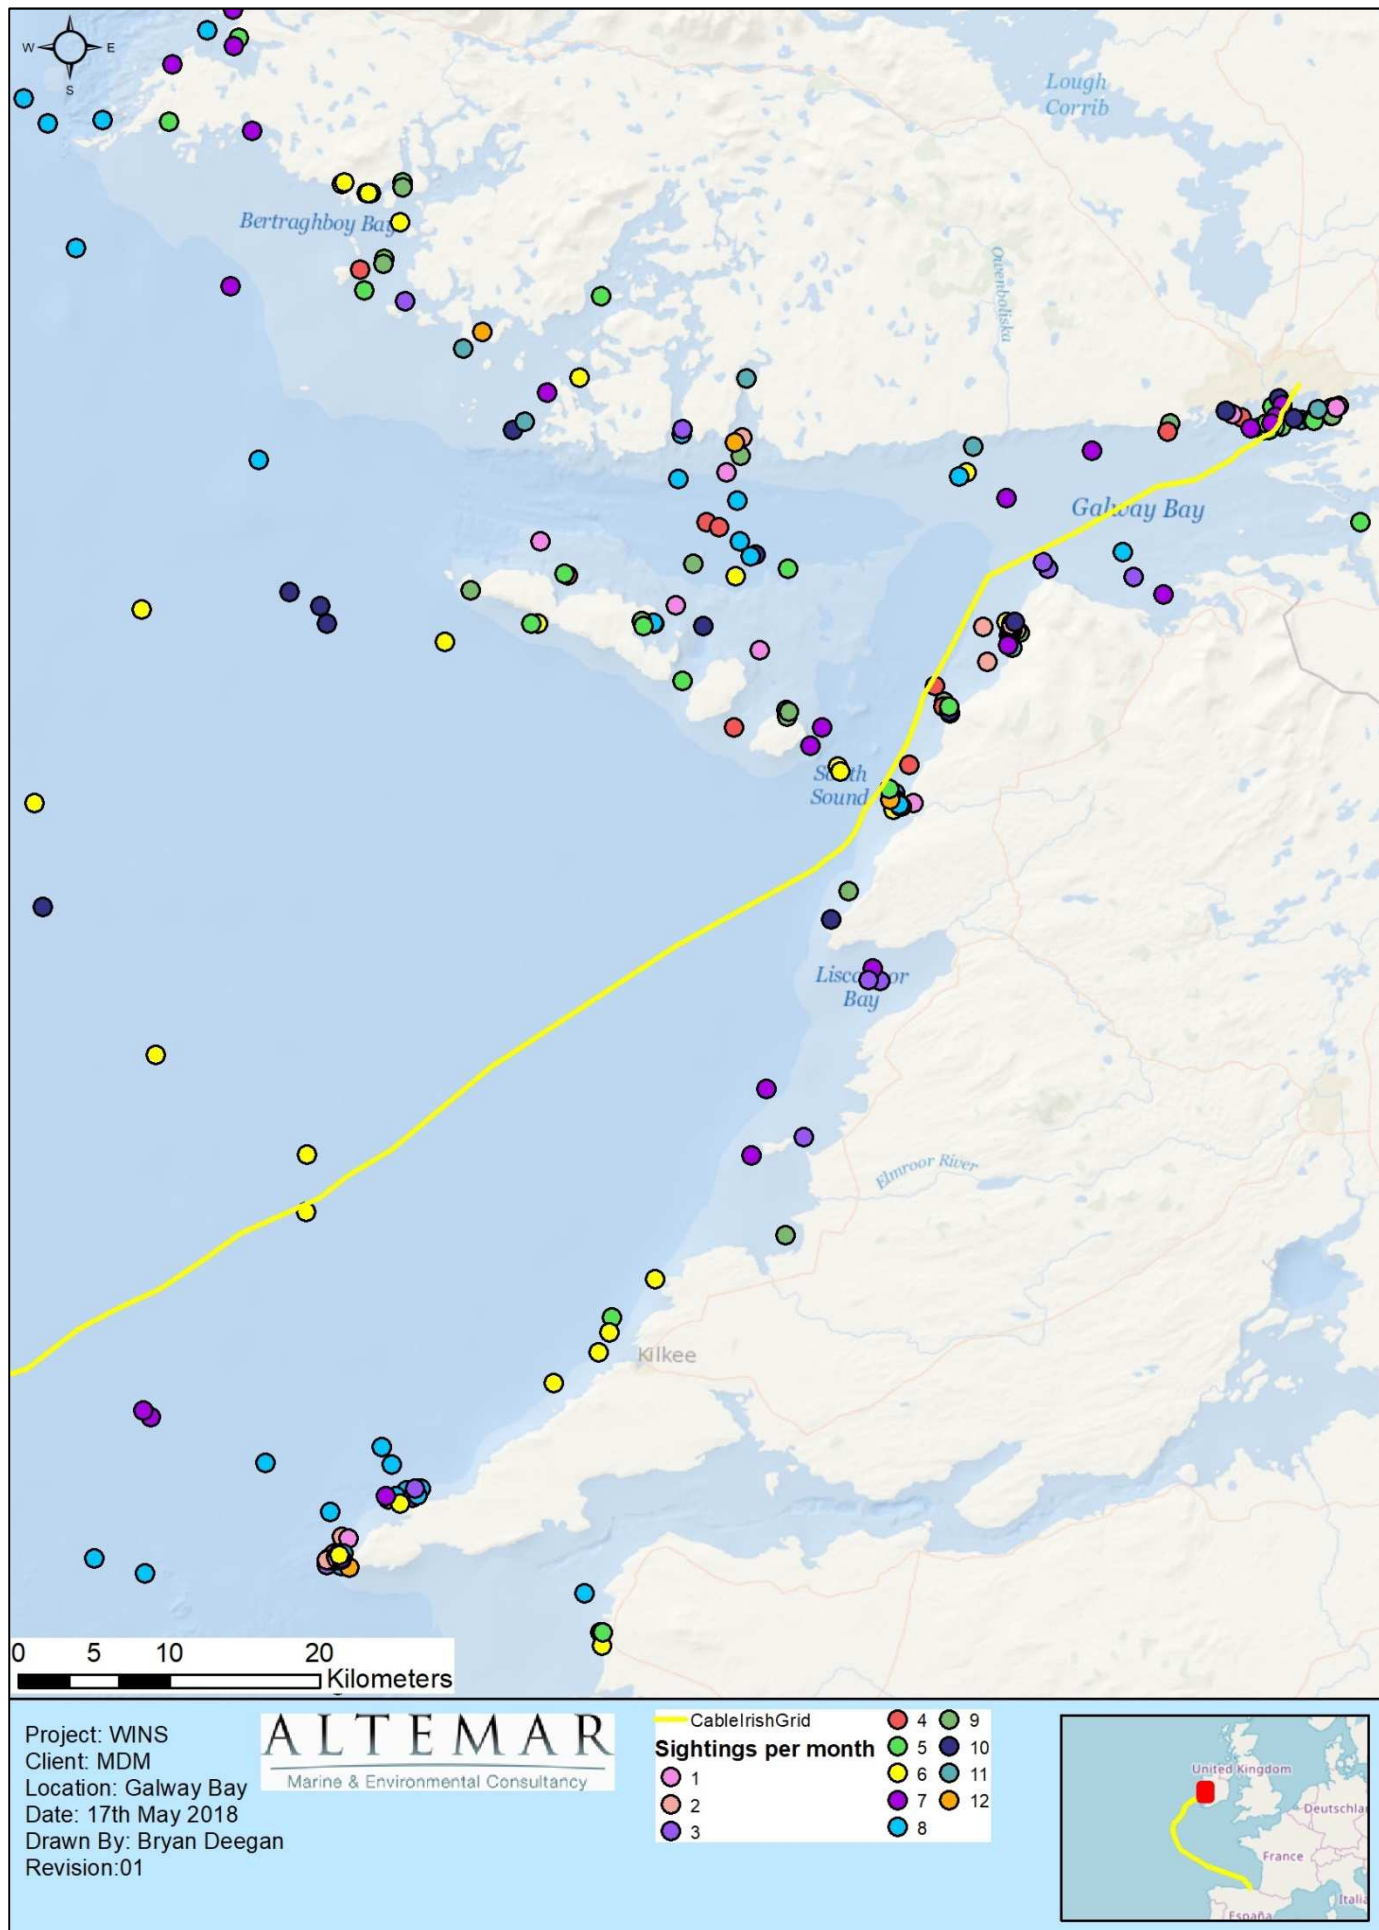 W E
S
Lough
Corrib
Bertraghboy Bay
Owenboliska
Galway Bay
South
Sound
Liscannor
Bay
Elmroor River
Kilkee
0 5 10 20
Kilometers
Project: WINS
Client: MDM
Location: Galway Bay
Date: 17th May 2018
Drawn By: Bryan Deegan
Revision:01
ALTEMAR
Marine & Environmental Consultancy
CableIrishGrid
Sightings per month
1
2
3
4
5
6
7
8
9
10
11
12
United Kingdom
Deutschla
France
Italia
España